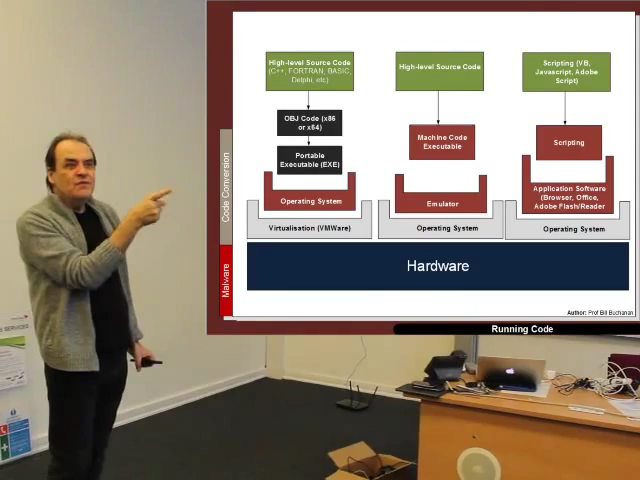 High-level Source Code
(C++, FORTRAN, BASIC,
Delphi, etc)
OBJ Code (x86
or x64)
Portable
Executable (EXE)
Operating System
Virtualisation (VMWare)
High-level Source Code
Machine Code
Executable
Emulator
Operating System
Scripting (VB,
Javascript, Adobe
Script)
Scripting
Application Software
(Browser, Office,
Adobe Flash/Reader
Operating System
Hardware
Code Conversion
Malware
Author: Prof Bill Buchanan
Running Code
SERVICES